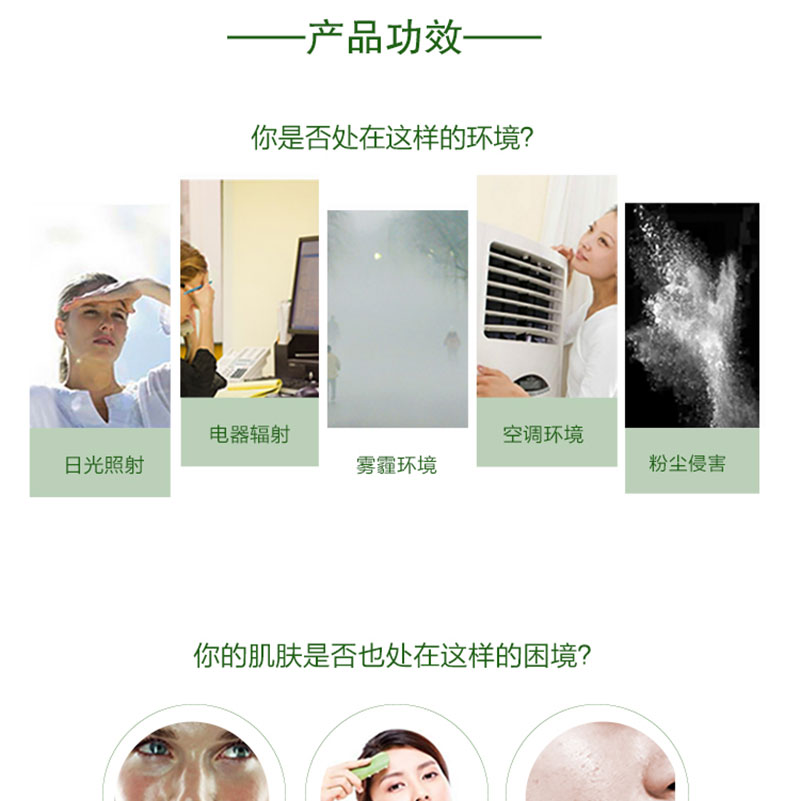 产品功效
你是否处在这样的环境?
日光照射
电器辐射
雾霾环境
空调环境
粉尘侵害
你的肌肤是否也处在这样的困境?